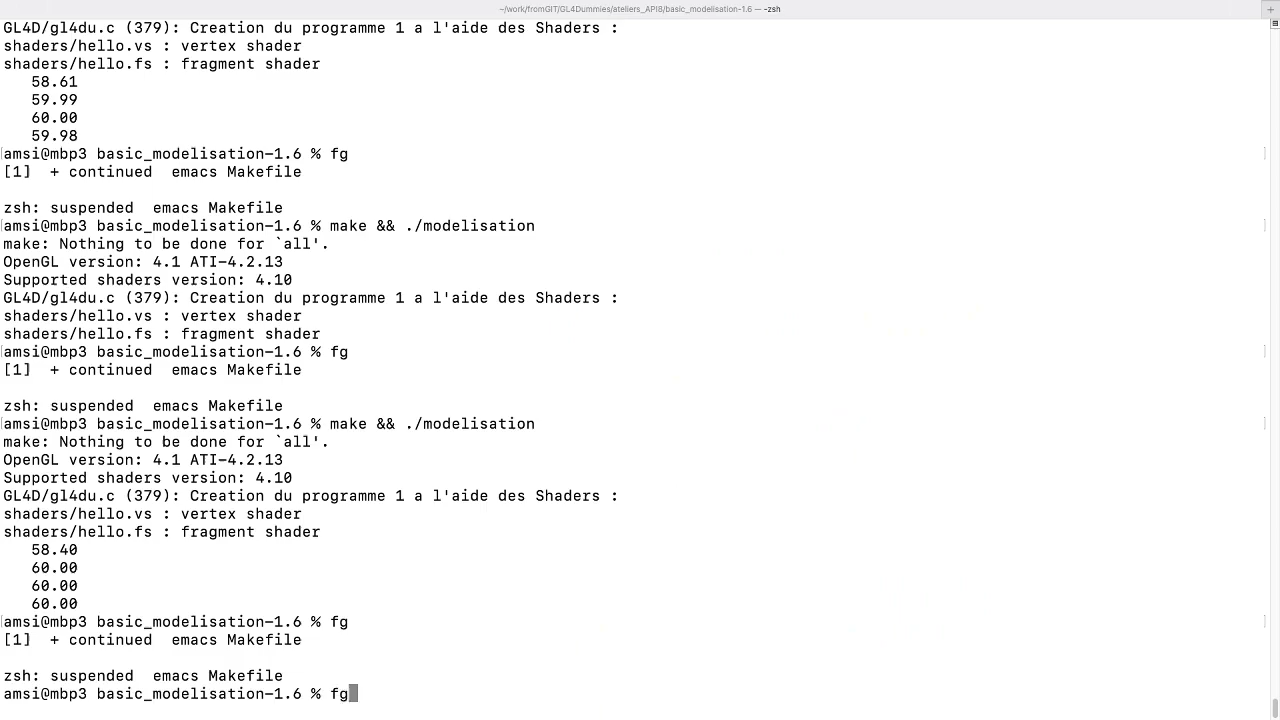 ~/work/fromGIT/GL4Dummies/ateliers_API8/basic_modelisation-1.6 — -zsh
GL4D/gl4du.c (379): Creation du programme 1 a l'aide des Shaders :
shaders/hello.vs : vertex shader
shaders/hello.fs : fragment shader
58.61
59.99
60.00
59.98
amsi@mbp3 basic_modelisation-1.6 % fg
[1]  + continued  emacs Makefile
zsh: suspended  emacs Makefile
amsi@mbp3 basic_modelisation-1.6 % make && ./modelisation
make: Nothing to be done for `all'.
OpenGL version: 4.1 ATI-4.2.13
Supported shaders version: 4.10
GL4D/gl4du.c (379): Creation du programme 1 a l'aide des Shaders :
shaders/hello.vs : vertex shader
shaders/hello.fs : fragment shader
amsi@mbp3 basic_modelisation-1.6 % fg
[1]  + continued  emacs Makefile
zsh: suspended  emacs Makefile
amsi@mbp3 basic_modelisation-1.6 % make && ./modelisation
make: Nothing to be done for `all'.
OpenGL version: 4.1 ATI-4.2.13
Supported shaders version: 4.10
GL4D/gl4du.c (379): Creation du programme 1 a l'aide des Shaders :
shaders/hello.vs : vertex shader
shaders/hello.fs : fragment shader
58.40
60.00
60.00
60.00
amsi@mbp3 basic_modelisation-1.6 % fg
[1]  + continued  emacs Makefile
zsh: suspended  emacs Makefile
amsi@mbp3 basic_modelisation-1.6 % fg